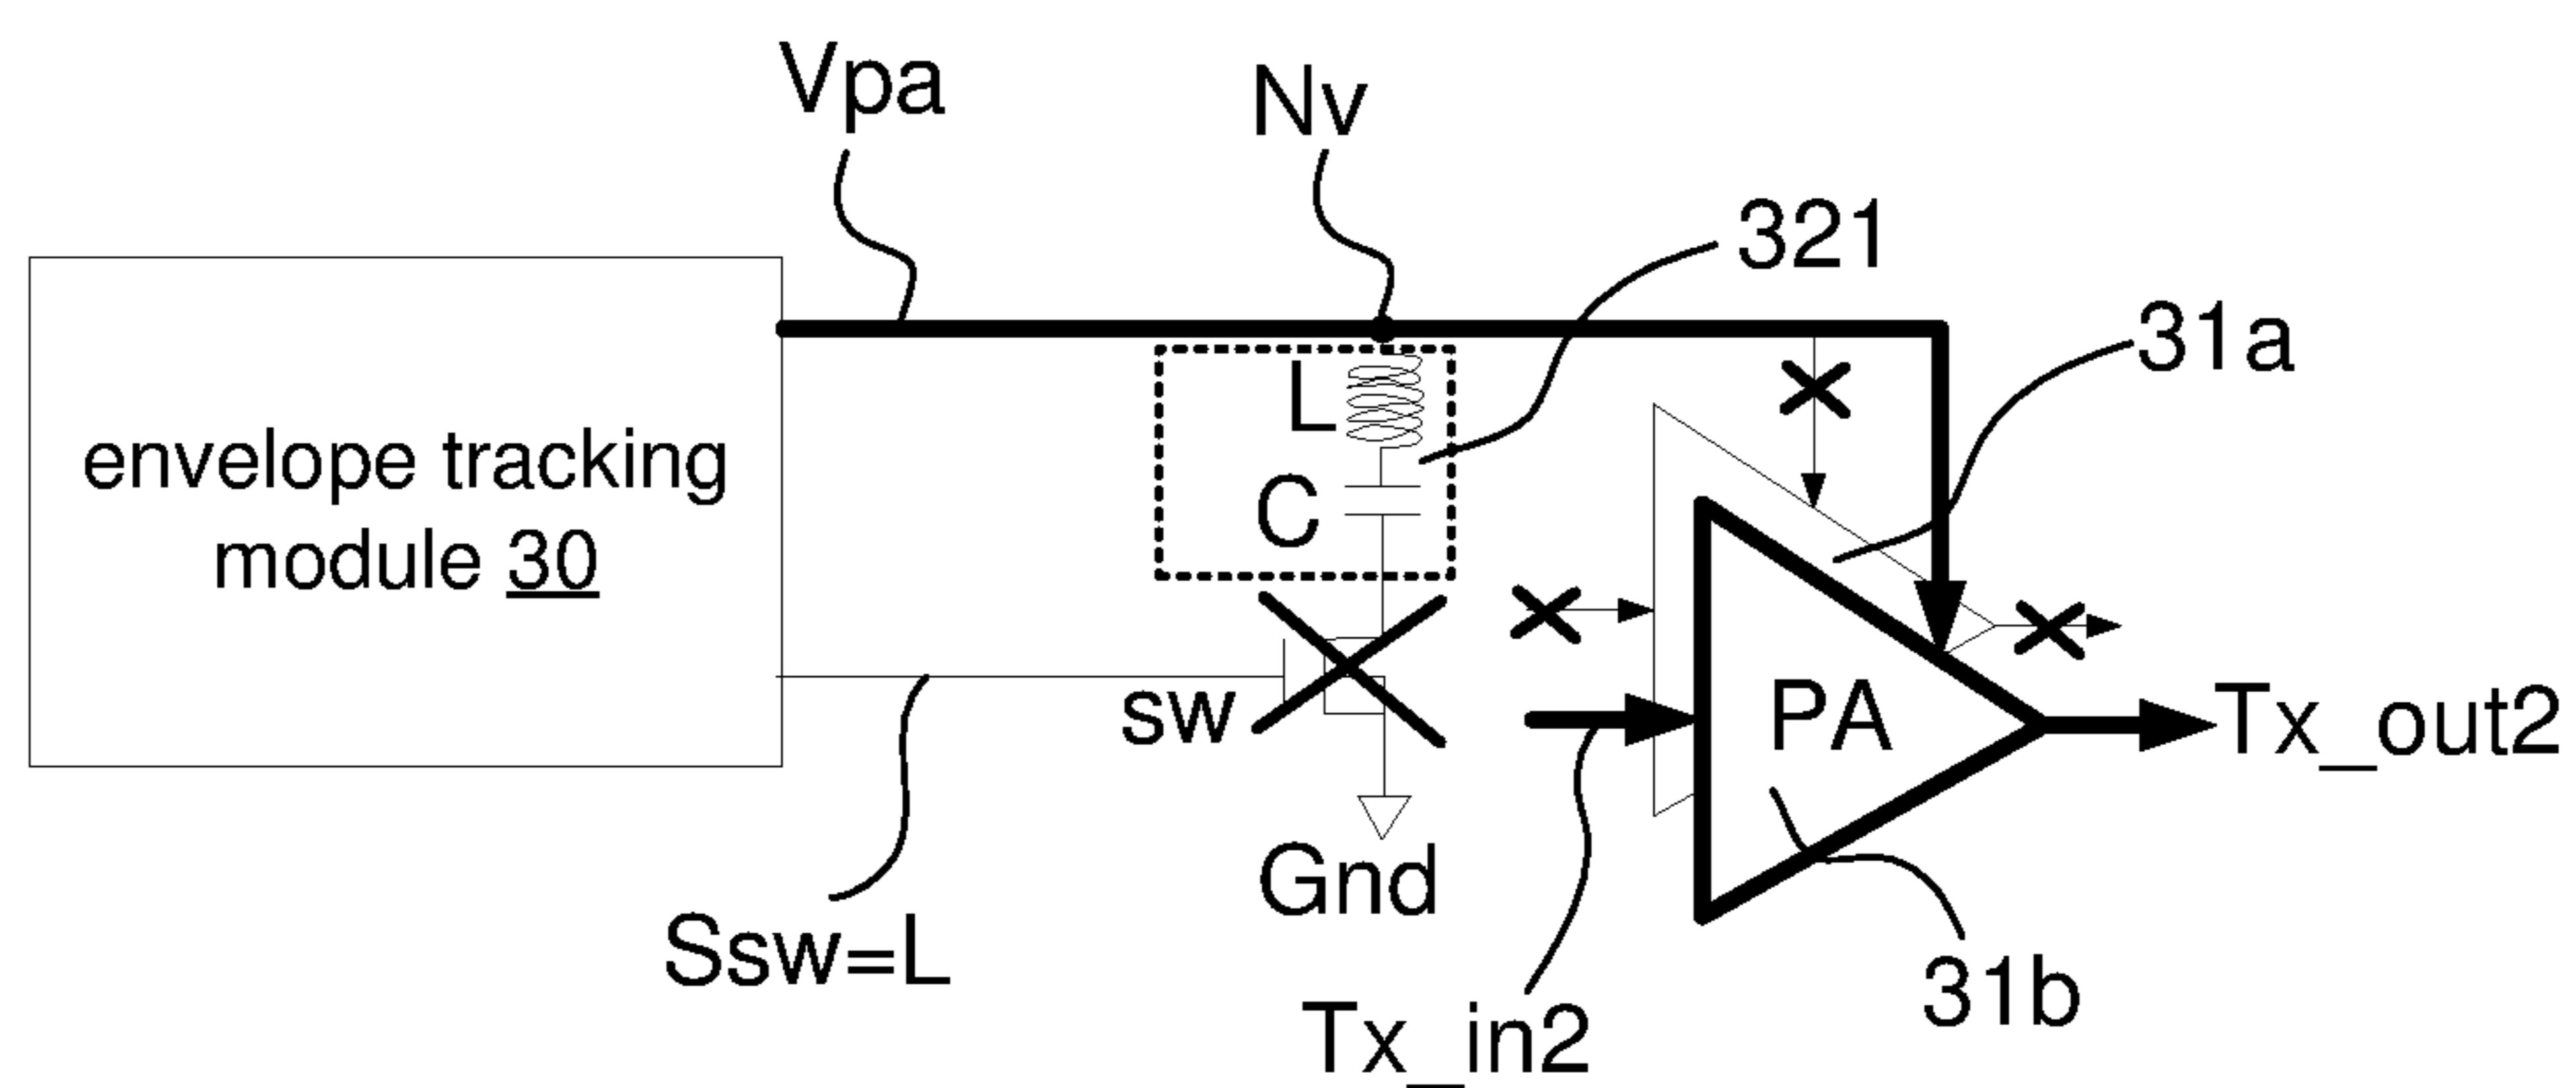 Vpa
Nv
321
31a
envelope tracking
module 30
L
C
sw
PA
Tx_out2
Gnd
Ssw=L
31b
Tx_in2